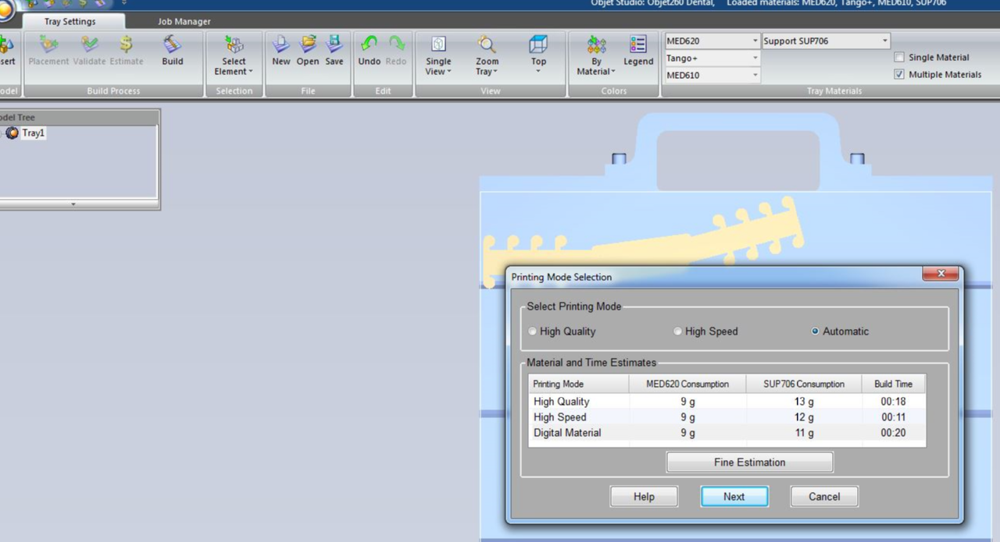 Objet Studio: Objet260 Dental, Loaded materials: MED620, Tango+, MED610, SUP706
Tray Settings Job Manager
sert Placement Validate Estimate Build Select Element New Open Save Undo Redo Single View Zoom Tray Top By Material Legend
MED620 Support SUP706
Tango+ Single Material
MED610 Multiple Materials
odel Build Process Selection File Edit View Colors Tray Materials
odel Tree
Tray1
Printing Mode Selection
Select Printing Mode
High Quality High Speed Automatic
Material and Time Estimates
Printing Mode MED620 Consumption SUP706 Consumption Build Time
High Quality 9 g 13 g 00:18
High Speed 9 g 12 g 00:11
Digital Material 9 g 11 g 00:20
Fine Estimation
Help Next Cancel